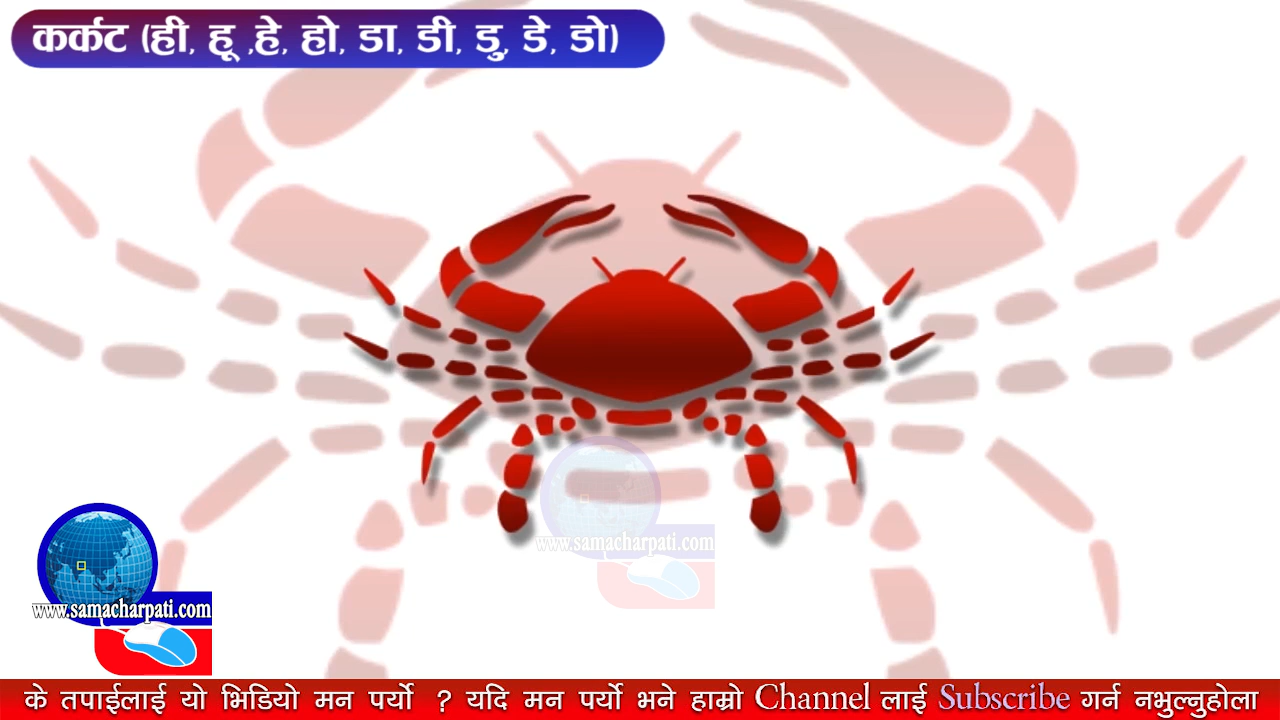 कर्कट (ही, हू ,हे, हो, डा, डी, डु, डे, डो)
www.samacharpati.com
www.samacharpati.com
के तपाईलाई यो भिडियो मन पर्यो ? यदि मन पर्यो भने हाम्रो Channel लाई Subscribe गर्न नभुल्नुहोला